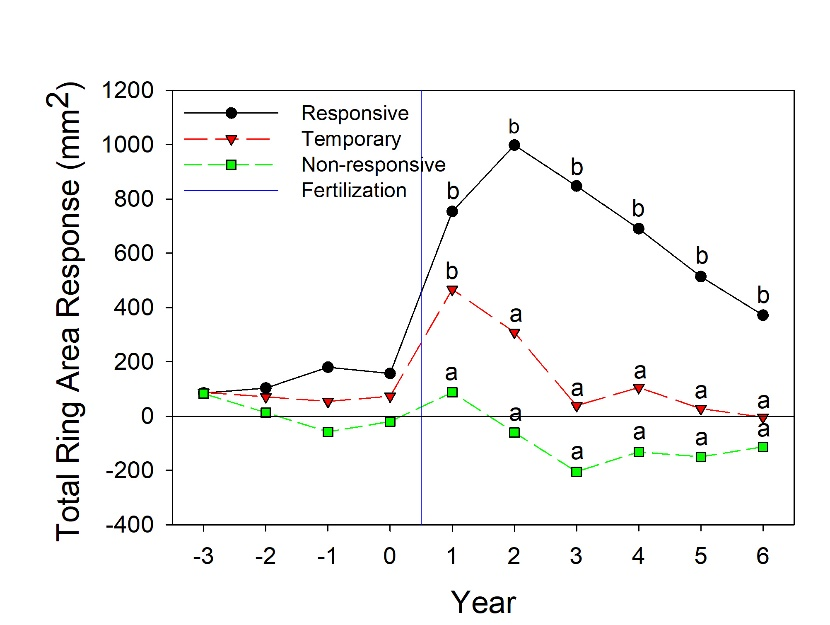 Total Ring Area Response (mm²)
1200
1000
800
600
400
200
0
-200
-400
Responsive
Temporary
Non-responsive
Fertilization
b
b
b
b
b
b
b
a
a
a
a
a
a
a
a
a
a
a
-3 -2 -1 0 1 2 3 4 5 6
Year